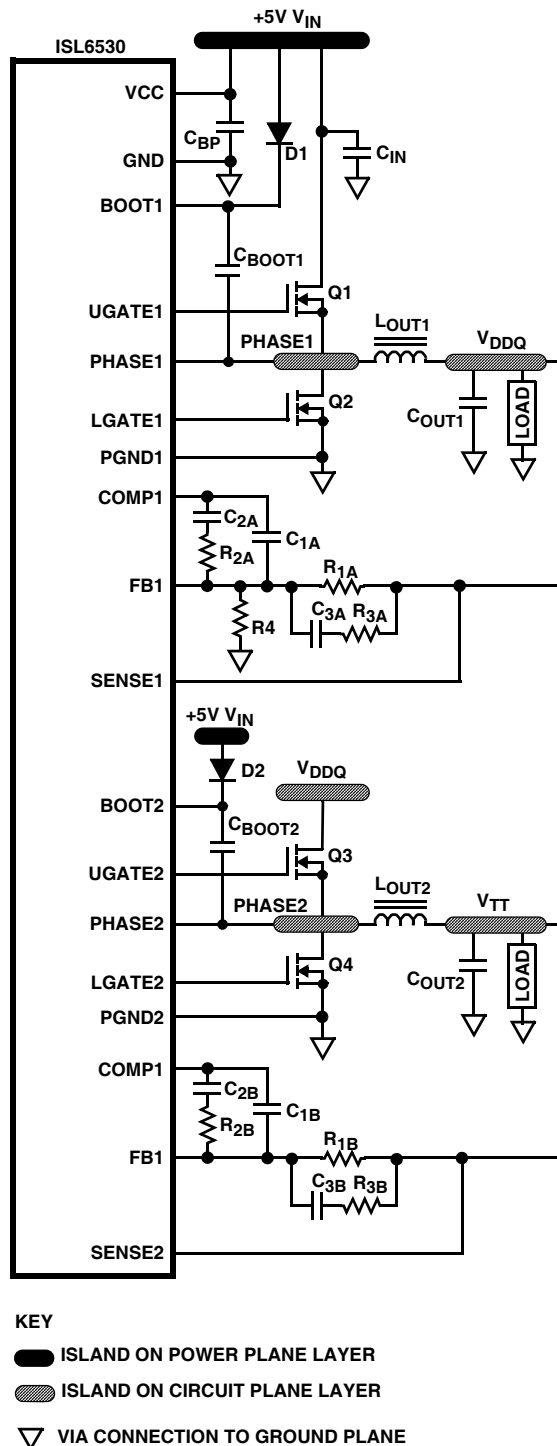 +5V VIN
ISL6530
VCC
CBP
GND
D1
CIN
BOOT1
CBOOT1
Q1
UGATE1
LOUT1
VDDQ
PHASE1
PHASE1
Q2
COUT1
LOAD
LGATE1
PGND1
COMP1
C2A
C1A
R2A
R1A
FB1
C3A
R3A
R4
SENSE1
+5V VIN
D2
VDDQ
BOOT2
CBOOT2
Q3
UGATE2
LOUT2
VTT
PHASE2
PHASE2
Q4
COUT2
LOAD
LGATE2
PGND2
COMP1
C2B
C1B
R2B
R1B
FB1
C3B
R3B
SENSE2
KEY
ISLAND ON POWER PLANE LAYER
ISLAND ON CIRCUIT PLANE LAYER
VIA CONNECTION TO GROUND PLANE